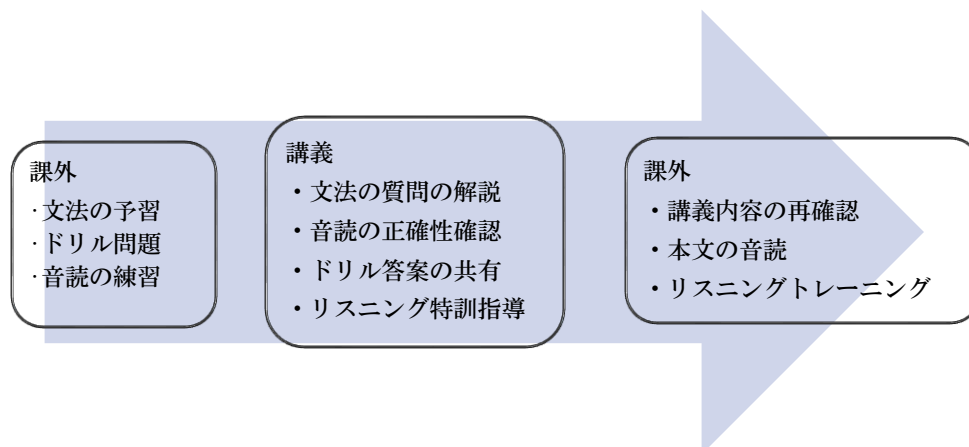 課外
·文法の予習
·ドリル問題
·音読の練習
講義
・文法の質問の解説
・音読の正確性確認
・ドリル答案の共有
・リスニング特訓指導
課外
・講義内容の再確認
・本文の音読
・リスニングトレーニング